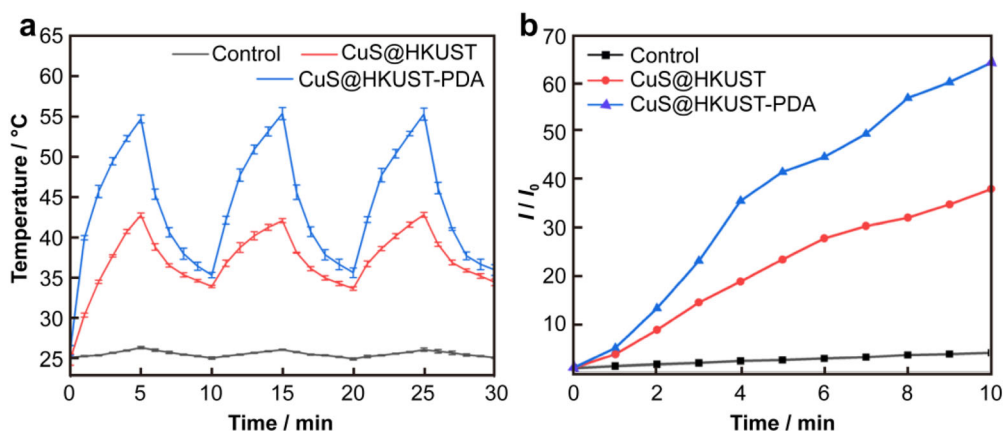 a
65
60
55
50
45
40
35
30
25
Temperature / °C
Control
CuS@HKUST
CuS@HKUST-PDA
0 5 10 15 20 25 30
Time / min
b
70
60
50
40
30
20
10
I / I0
Control
CuS@HKUST
CuS@HKUST-PDA
0 2 4 6 8 10
Time / min